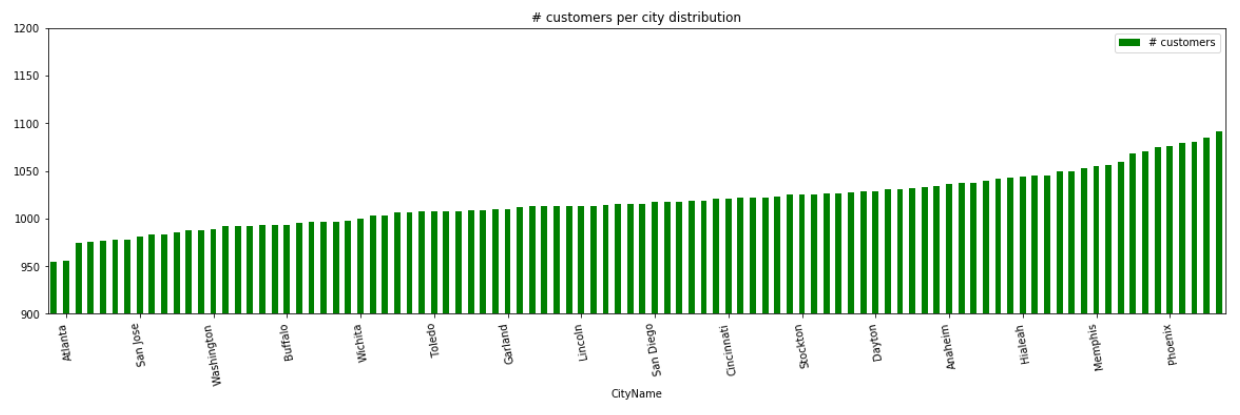 # customers per city distribution
1200
1150
1100
1050
1000
950
900
# customers
Atlanta
San Jose
Washington
Buffalo
Wichita
Toledo
Garland
Lincoln
San Diego
Cincinnati
Stockton
Dayton
Anaheim
Hialeah
Memphis
Phoenix
CityName